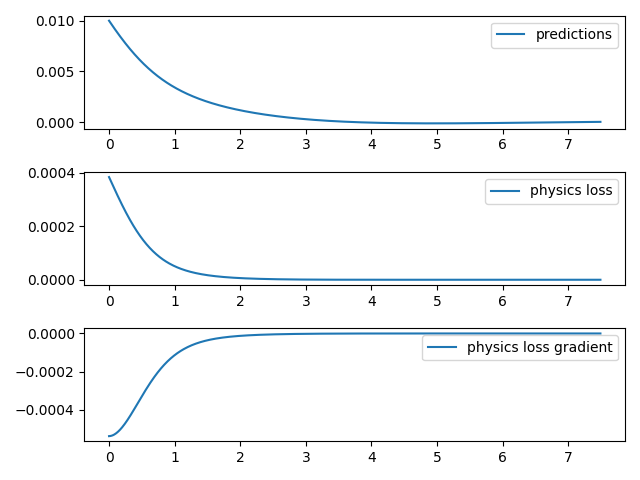 0.010
0.005
0.000
predictions
0 1 2 3 4 5 6 7
0.0004
0.0002
0.0000
physics loss
0 1 2 3 4 5 6 7
0.0000
−0.0002
−0.0004
physics loss gradient
0 1 2 3 4 5 6 7